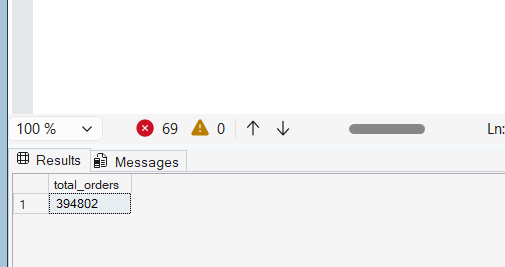 100 %
69
0
Ln:
Results
Messages
total_orders
1
394802